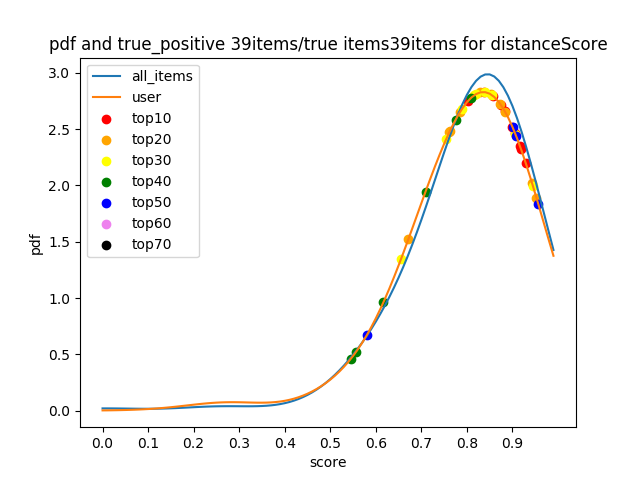 pdf and true_positive 39items/true items39items for distanceScore
all_items
user
top10
top20
top30
top40
top50
top60
top70
3.0
2.5
2.0
1.5
1.0
0.5
0.0
pdf
0.0 0.1 0.2 0.3 0.4 0.5 0.6 0.7 0.8 0.9
score